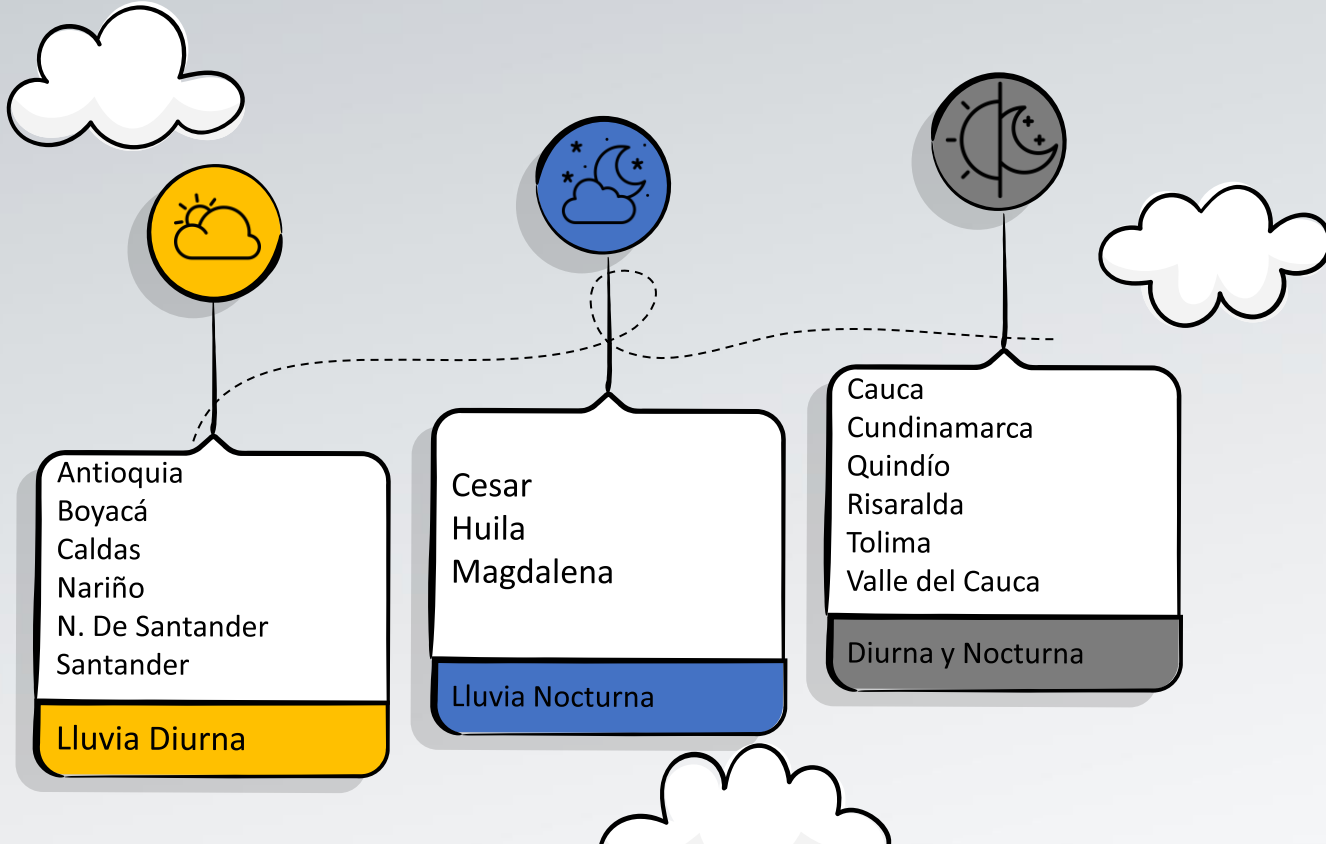 Antioquia
Boyacá
Caldas
Nariño
N. De Santander
Santander
Lluvia Diurna
Cesar
Huila
Magdalena
Lluvia Nocturna
Cauca
Cundinamarca
Quindío
Risaralda
Tolima
Valle del Cauca
Diurna y Nocturna